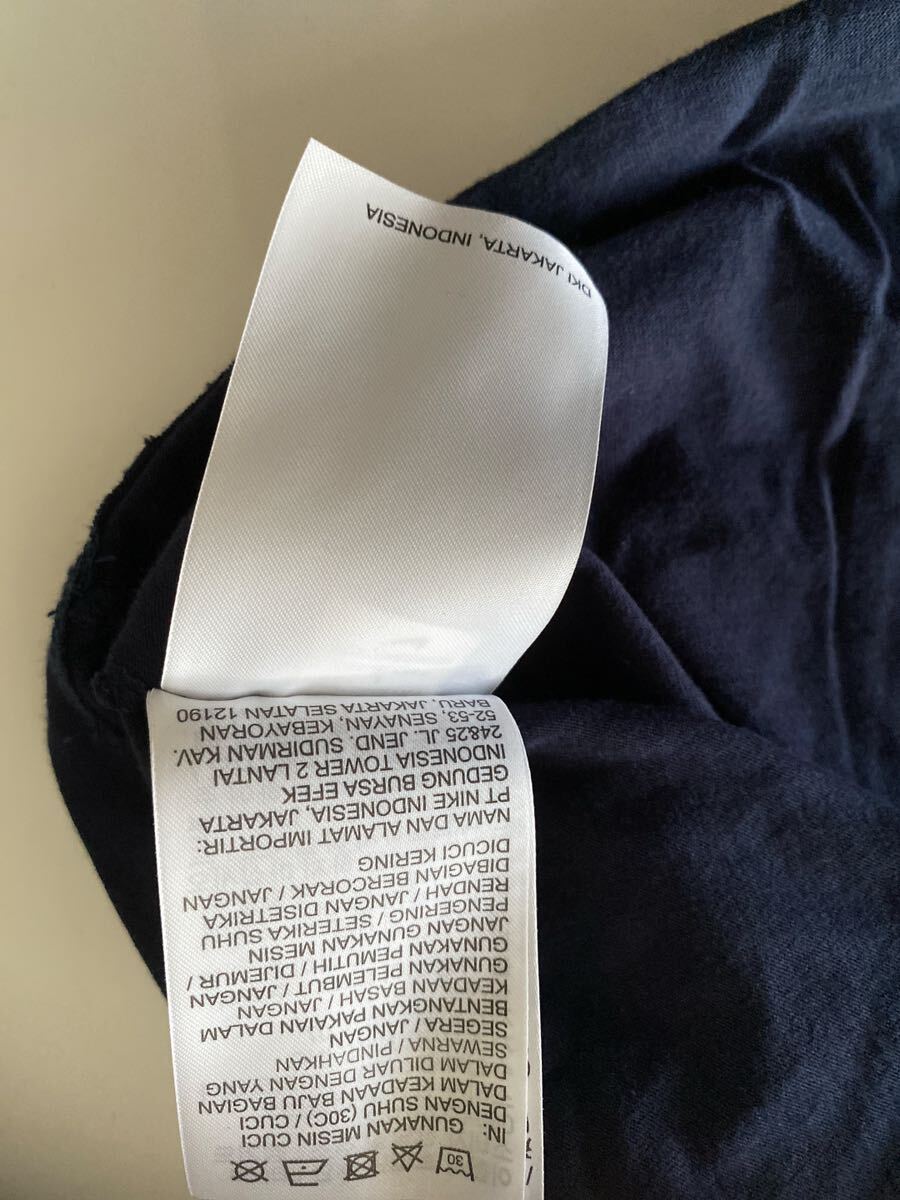 30
IN:
GUNAKAN MESIN CUCI
DENGAN SUHU (30C) / CUCI
DALAM KEADAAN BAJU BAGIAN
DALAM DILUAR DENGAN YANG
SEWARNA / PINDAHKAN
SEGERA / JANGAN
BENTANGKAN PAKAIAN DALAM
KEADAAN BASAH / JANGAN
GUNAKAN PELEMBUT / JANGAN
GUNAKAN PEMUTIH / DIJEMUR /
JANGAN GUNAKAN MESIN
PENGERING / SETERIKA SUHU
RENDAH / JANGAN DISETRIKA
DIBAGIAN BERCORAK / JANGAN
DICUCI KERING
NAMA DAN ALAMAT IMPORTIR:
PT NIKE INDONESIA, JAKARTA
GEDUNG BURSA EFEK
INDONESIA TOWER 2 LANTAI
24&25 JL. JEND. SUDIRMAN KAV.
52-53, SENAYAN, KEBAYORAN
BARU, JAKARTA SELATAN 12190
DKI JAKARTA, INDONESIA